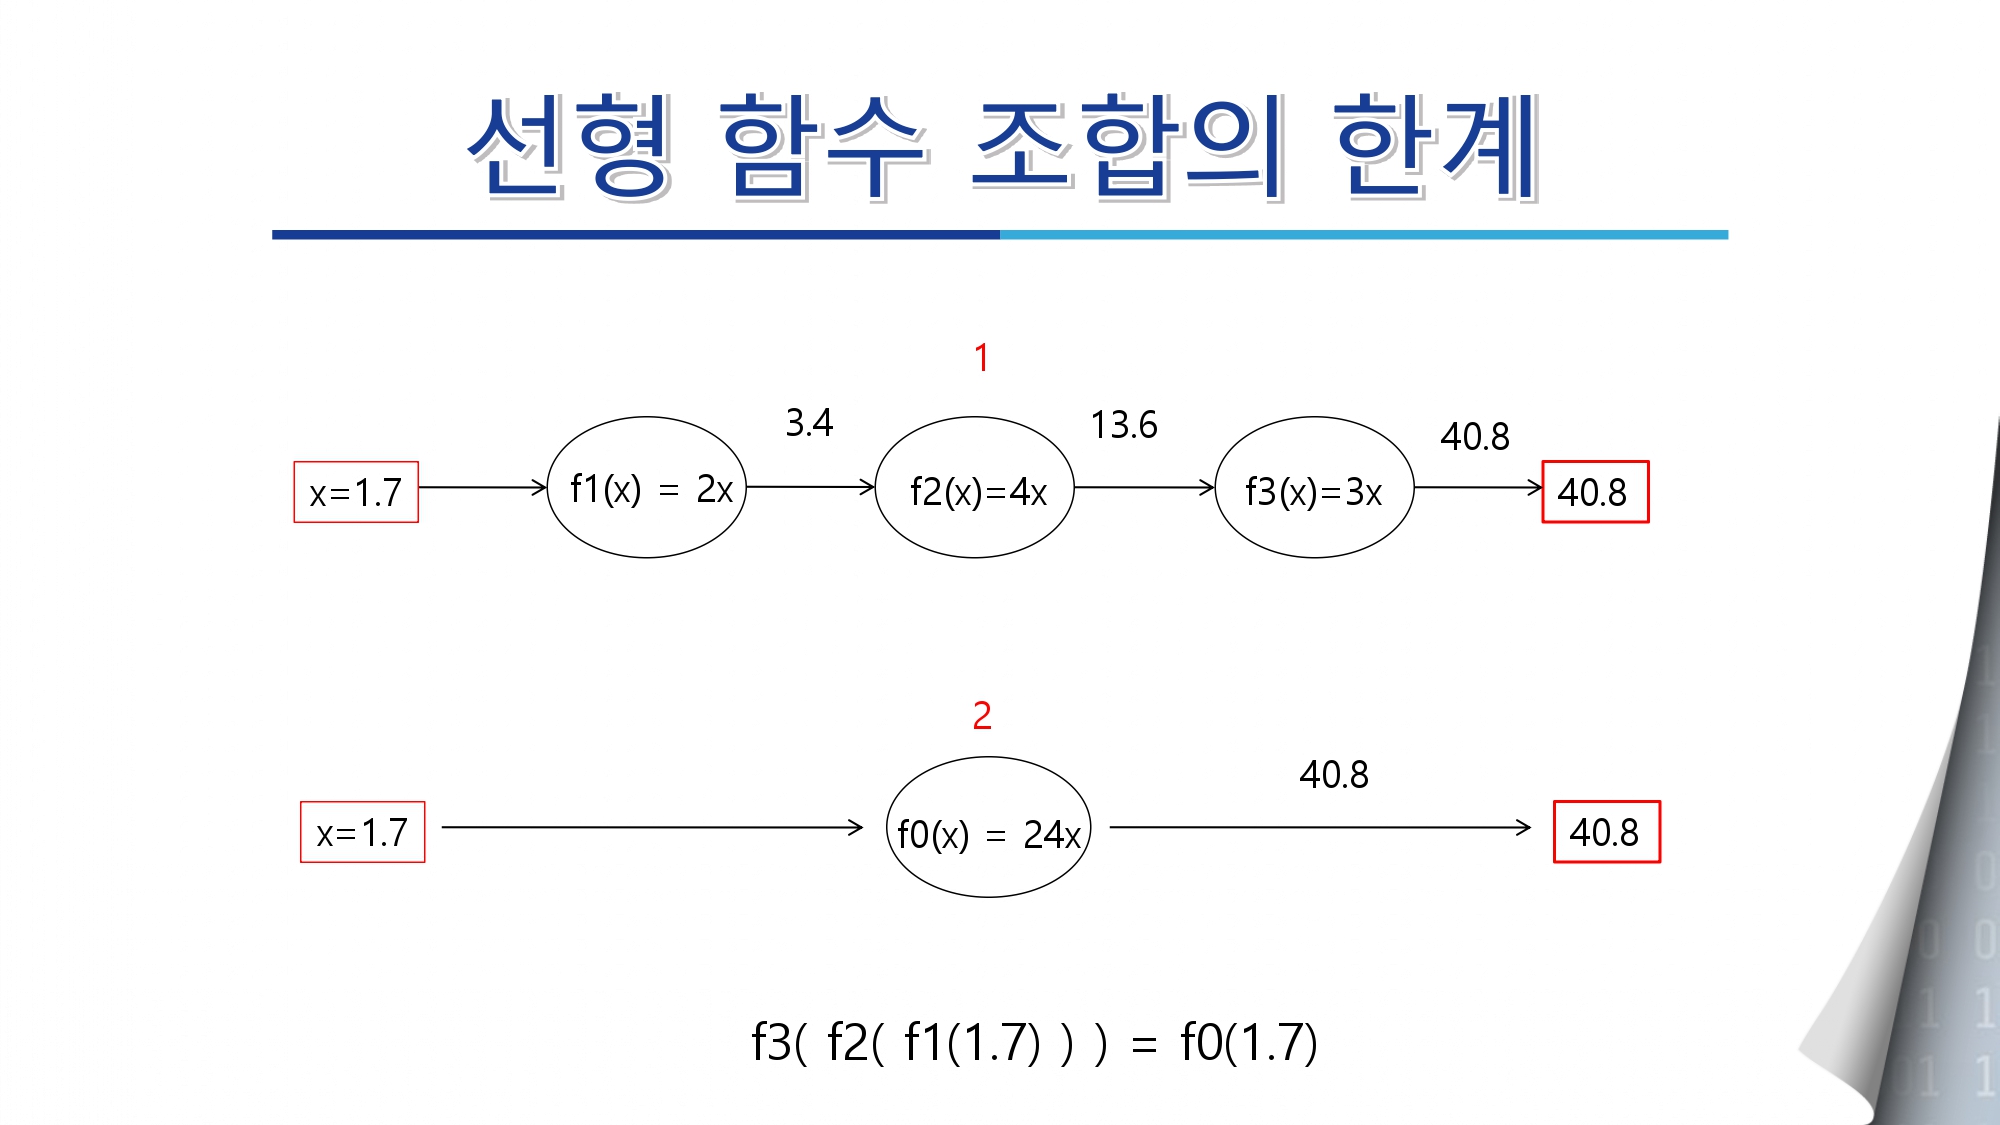 선형 함수 조합의 한계
1
3.4
13.6
40.8
x=1.7
f1(x) = 2x
f2(x)=4x
f3(x)=3x
40.8
2
40.8
x=1.7
f0(x) = 24x
40.8
f3( f2( f1(1.7) ) ) = f0(1.7)